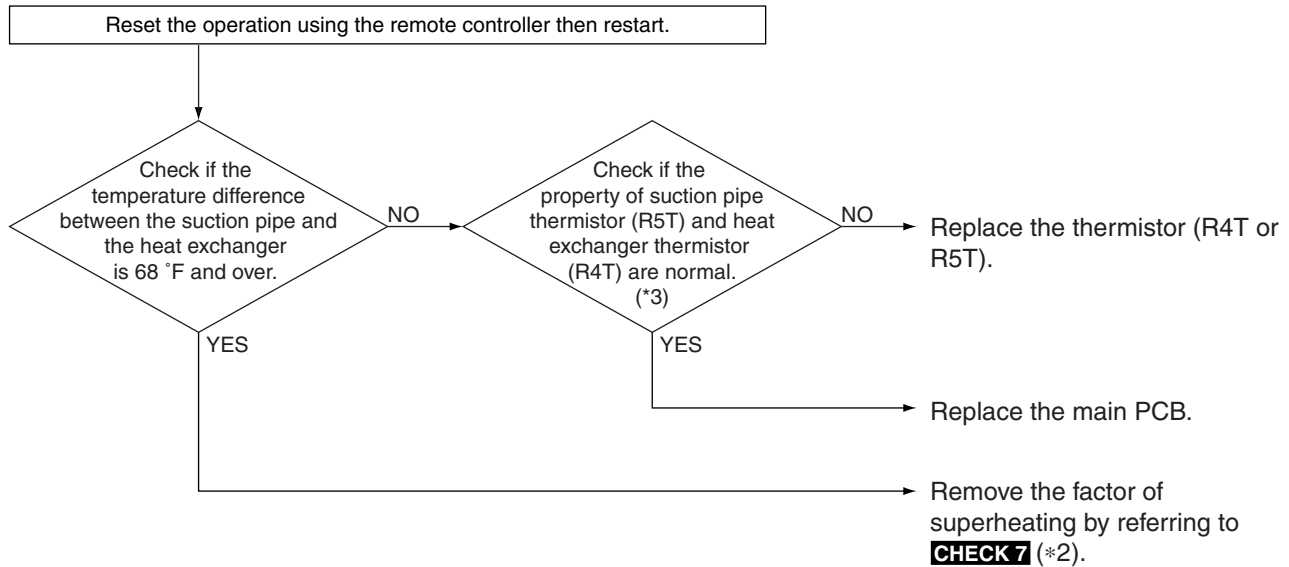 Reset the operation using the remote controller then restart.
Check if the
temperature difference
between the suction pipe and
the heat exchanger
is 68 ˚F and over.
NO
YES
Check if the
property of suction pipe
thermistor (R5T) and heat
exchanger thermistor
(R4T) are normal.
(*3)
NO
YES
Replace the thermistor (R4T or
R5T).
Replace the main PCB.
Remove the factor of
superheating by referring to
CHECK 7 (*2).